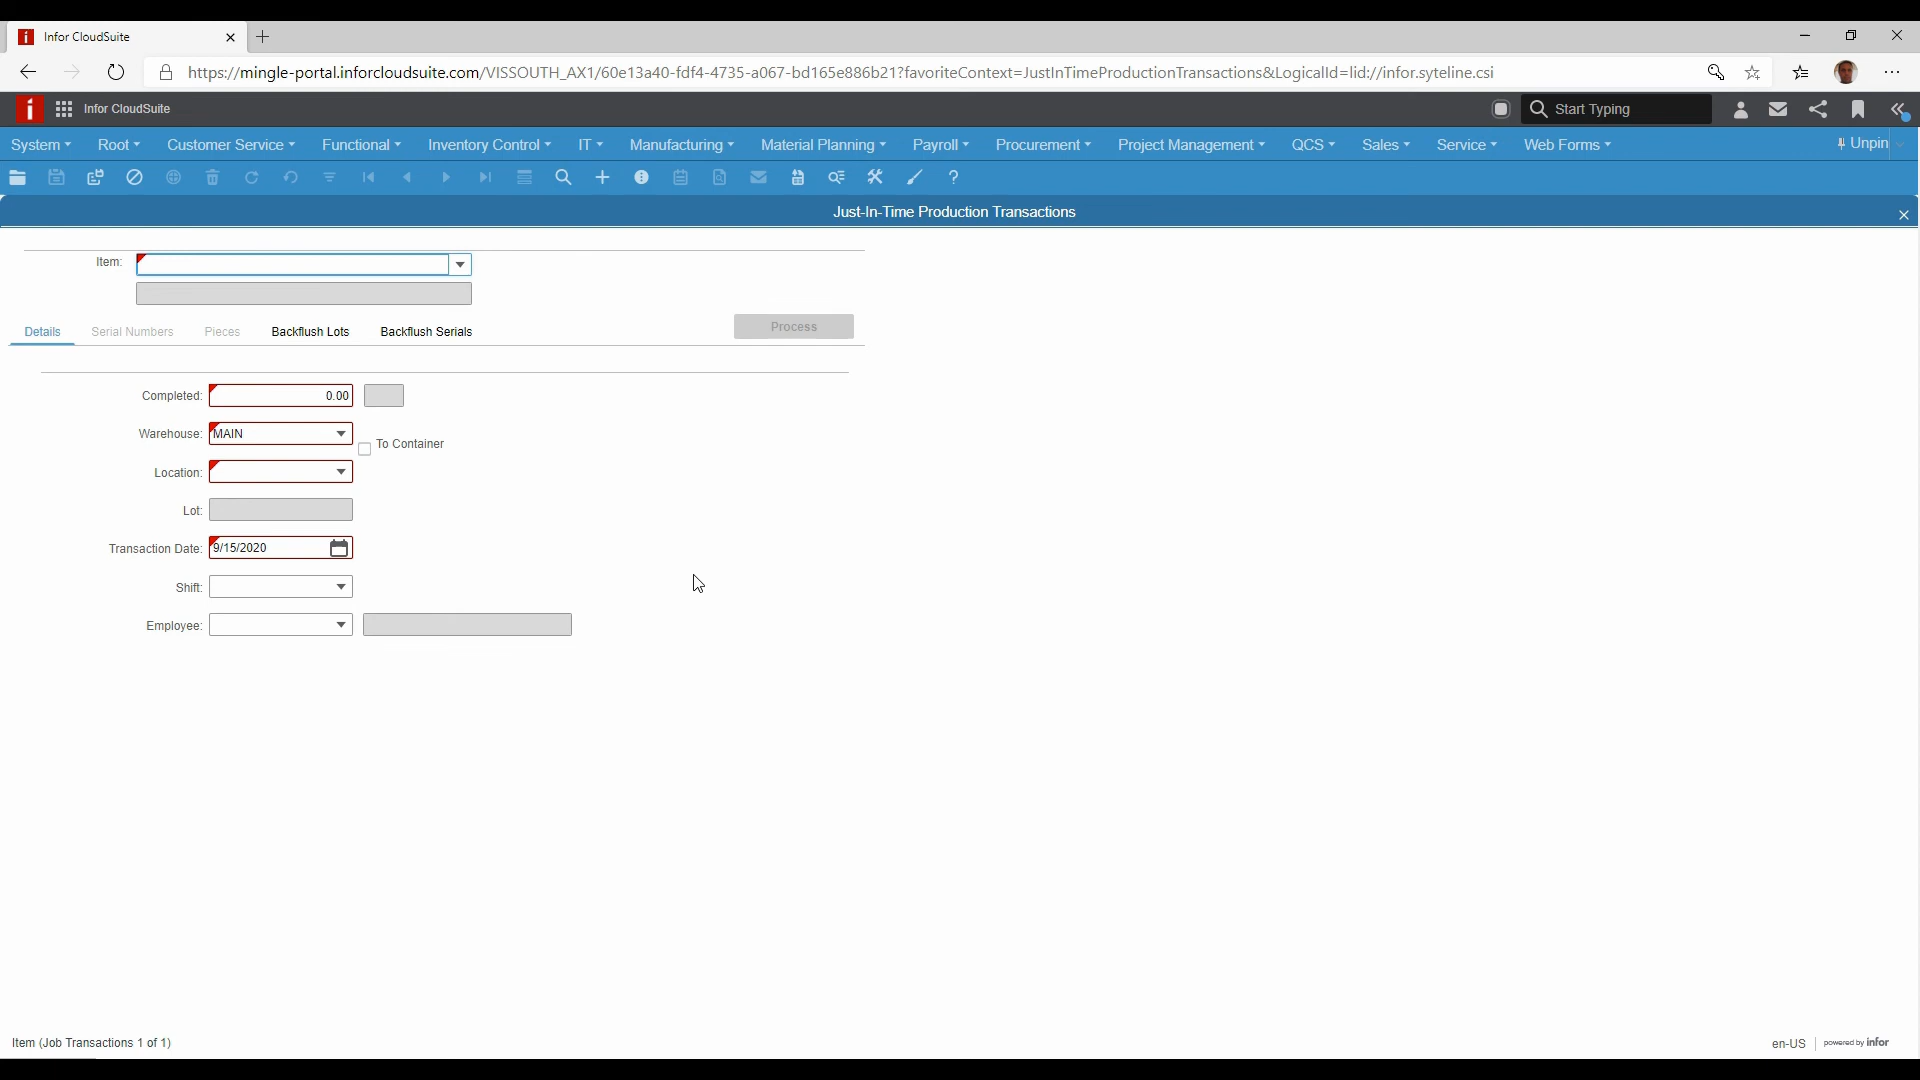 Infor CloudSuite
https://mingle-portal.inforcloudsuite.com/VISSOUTH_AX1/60e13a40-fdf4-4735-a067-bd165e886b21?favoriteContext=JustInTimeProductionTransactions&LogicalId=lid://infor.syteline.csi
Infor CloudSuite Start Typing
System Root Customer Service Functional Inventory Control IT Manufacturing Material Planning Payroll Procurement Project Management QCS Sales Service Web Forms Unpin
Just-In-Time Production Transactions
Item:
Details Serial Numbers Pieces Backflush Lots Backflush Serials Process
Completed: 0.00
Warehouse: MAIN To Container
Location:
Lot:
Transaction Date: 9/15/2020
Shift:
Employee:
Item (Job Transactions 1 of 1) en-US powered by infor